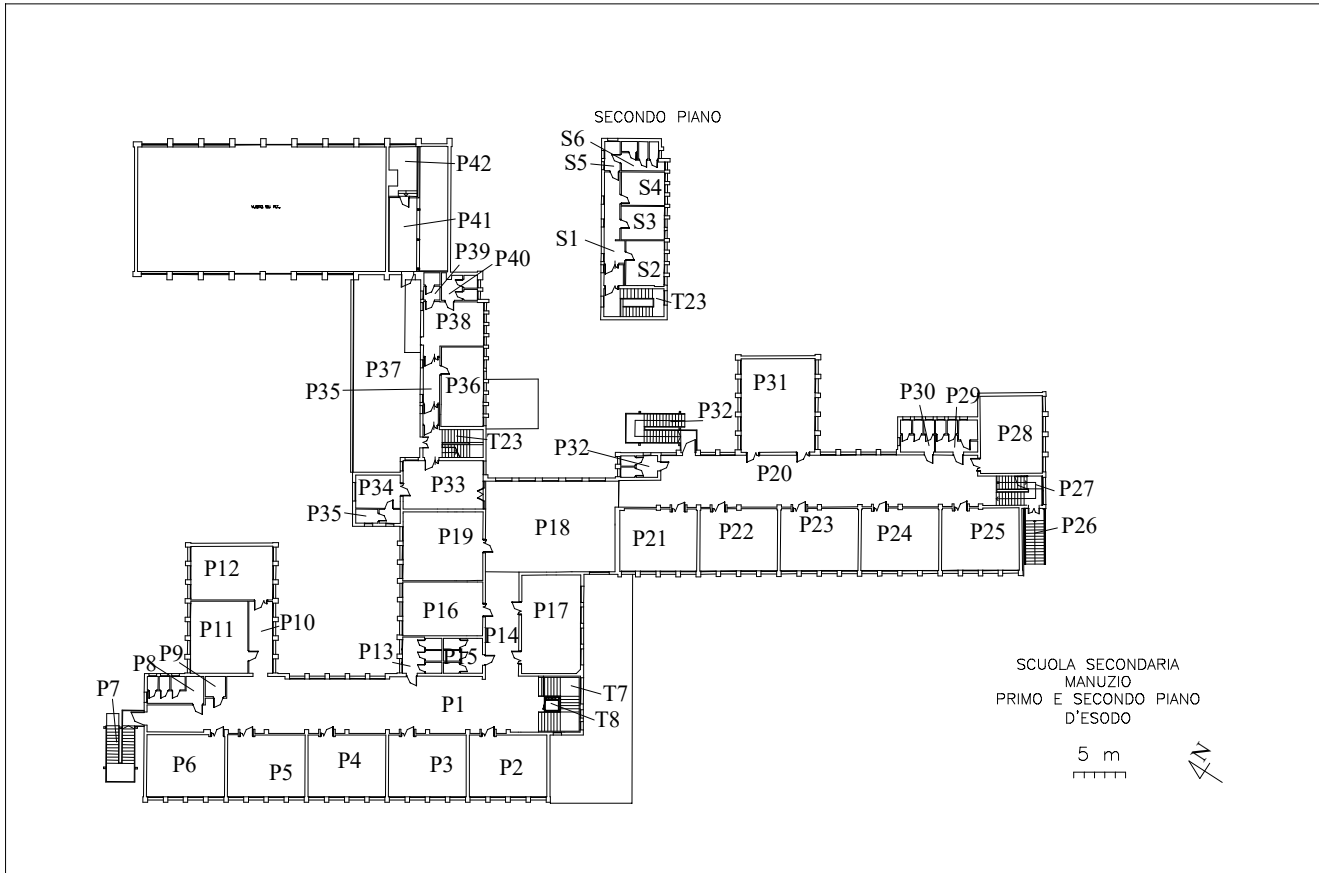 SECONDO PIANO
S6
S5
S4
S3
S1
S2
T23
P42
P41
P39
P40
P38
P37
P35
P36
T23
P31
P32
P30
P29
P28
P32
P20
P27
P34
P33
P35
P19
P18
P21
P22
P23
P24
P25
P26
P12
P16
P17
P11
P10
P14
P13
P15
P9
P8
P7
P1
T7
T8
P6
P5
P4
P3
P2
SCUOLA SECONDARIA
MANUZIO
PRIMO E SECONDO PIANO
D'ESODO
5 m
N